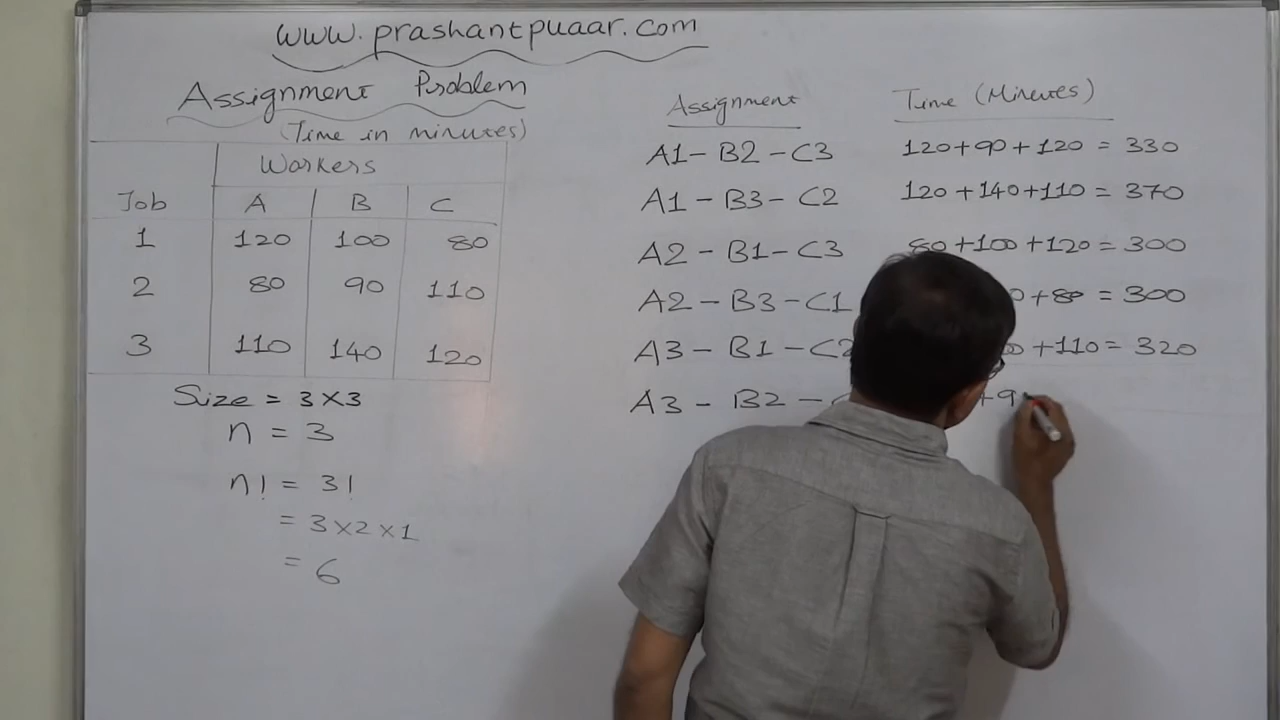 www.prashantpuaar.com
Assignment Problem
(Time in minutes)
Workers
Job A B C
1 120 100 80
2 80 90 110
3 110 140 120
Size = 3×3
n = 3
n! = 3!
= 3×2×1
= 6
Assignment Time (Minutes)
A1 - B2 - C3 120+90+120 = 330
A1 - B3 - C2 120+140+110 = 370
A2 - B1 - C3 80+100+120 = 300
A2 - B3 - C1 +80 = 300
A3 - B1 - C2 +110 = 320
A3 - B2 - +9